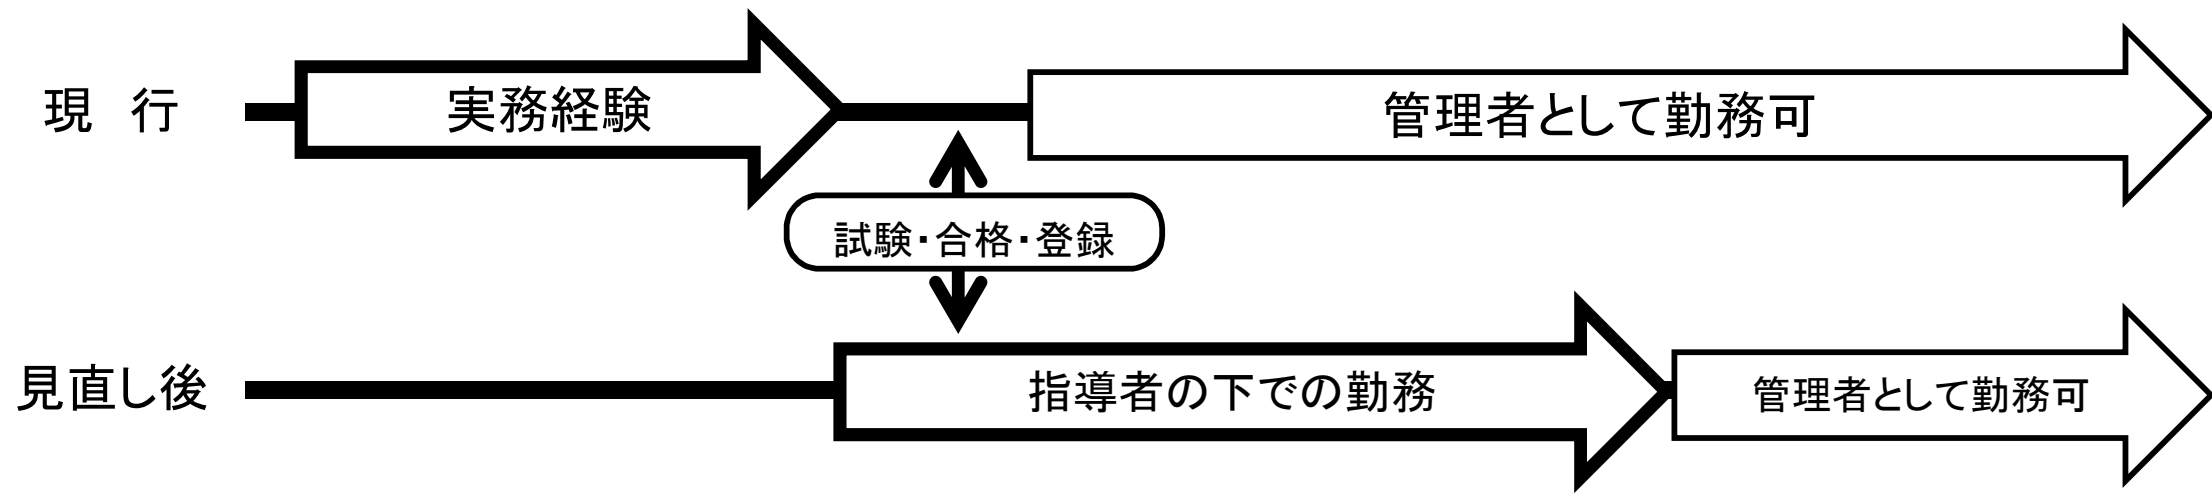 現　行
実務経験
管理者として勤務可
試験・合格・登録
見直し後
指導者の下での勤務
管理者として勤務可